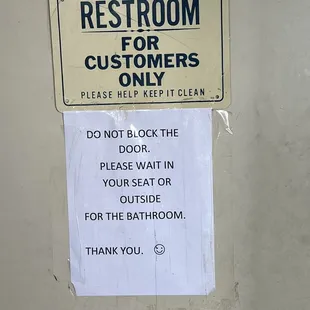 RESTROOM
FOR
CUSTOMERS
ONLY
PLEASE HELP KEEP IT CLEAN
DO NOT BLOCK THE
DOOR.
PLEASE WAIT IN
YOUR SEAT OR
OUTSIDE
FOR THE BATHROOM.
THANK YOU. ☺